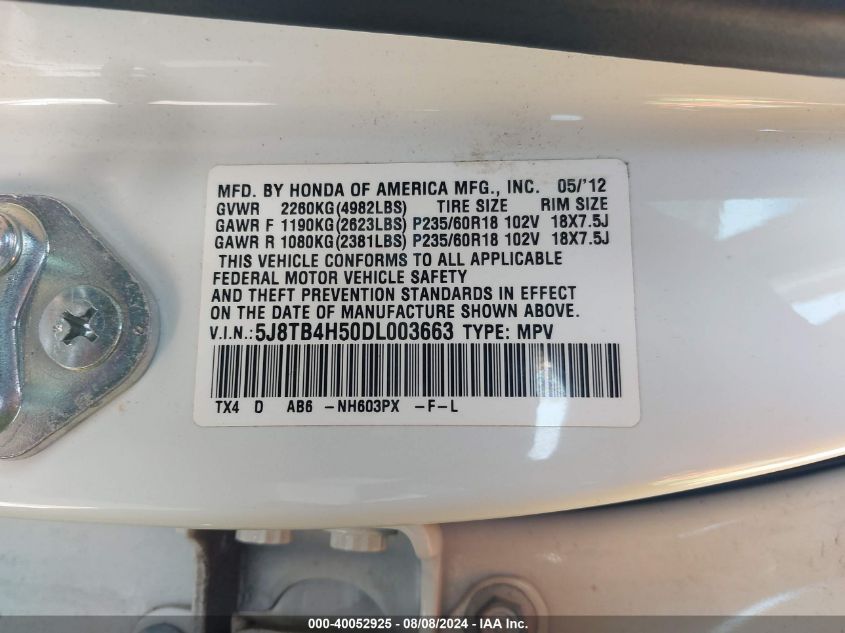 MFD. BY HONDA OF AMERICA MFG., INC. 05/'12
GVWR 2260KG(4982LBS) TIRE SIZE RIM SIZE
GAWR F 1190KG(2623LBS) P235/60R18 102V 18X7.5J
GAWR R 1080KG(2381LBS) P235/60R18 102V 18X7.5J
THIS VEHICLE CONFORMS TO ALL APPLICABLE
FEDERAL MOTOR VEHICLE SAFETY
AND THEFT PREVENTION STANDARDS IN EFFECT
ON THE DATE OF MANUFACTURE SHOWN ABOVE.
V.I.N.: 5J8TB4H50DL003663 TYPE: MPV
TX4 D AB6 -NH603PX -F-L
000-40052925 - 08/08/2024 - IAA Inc.